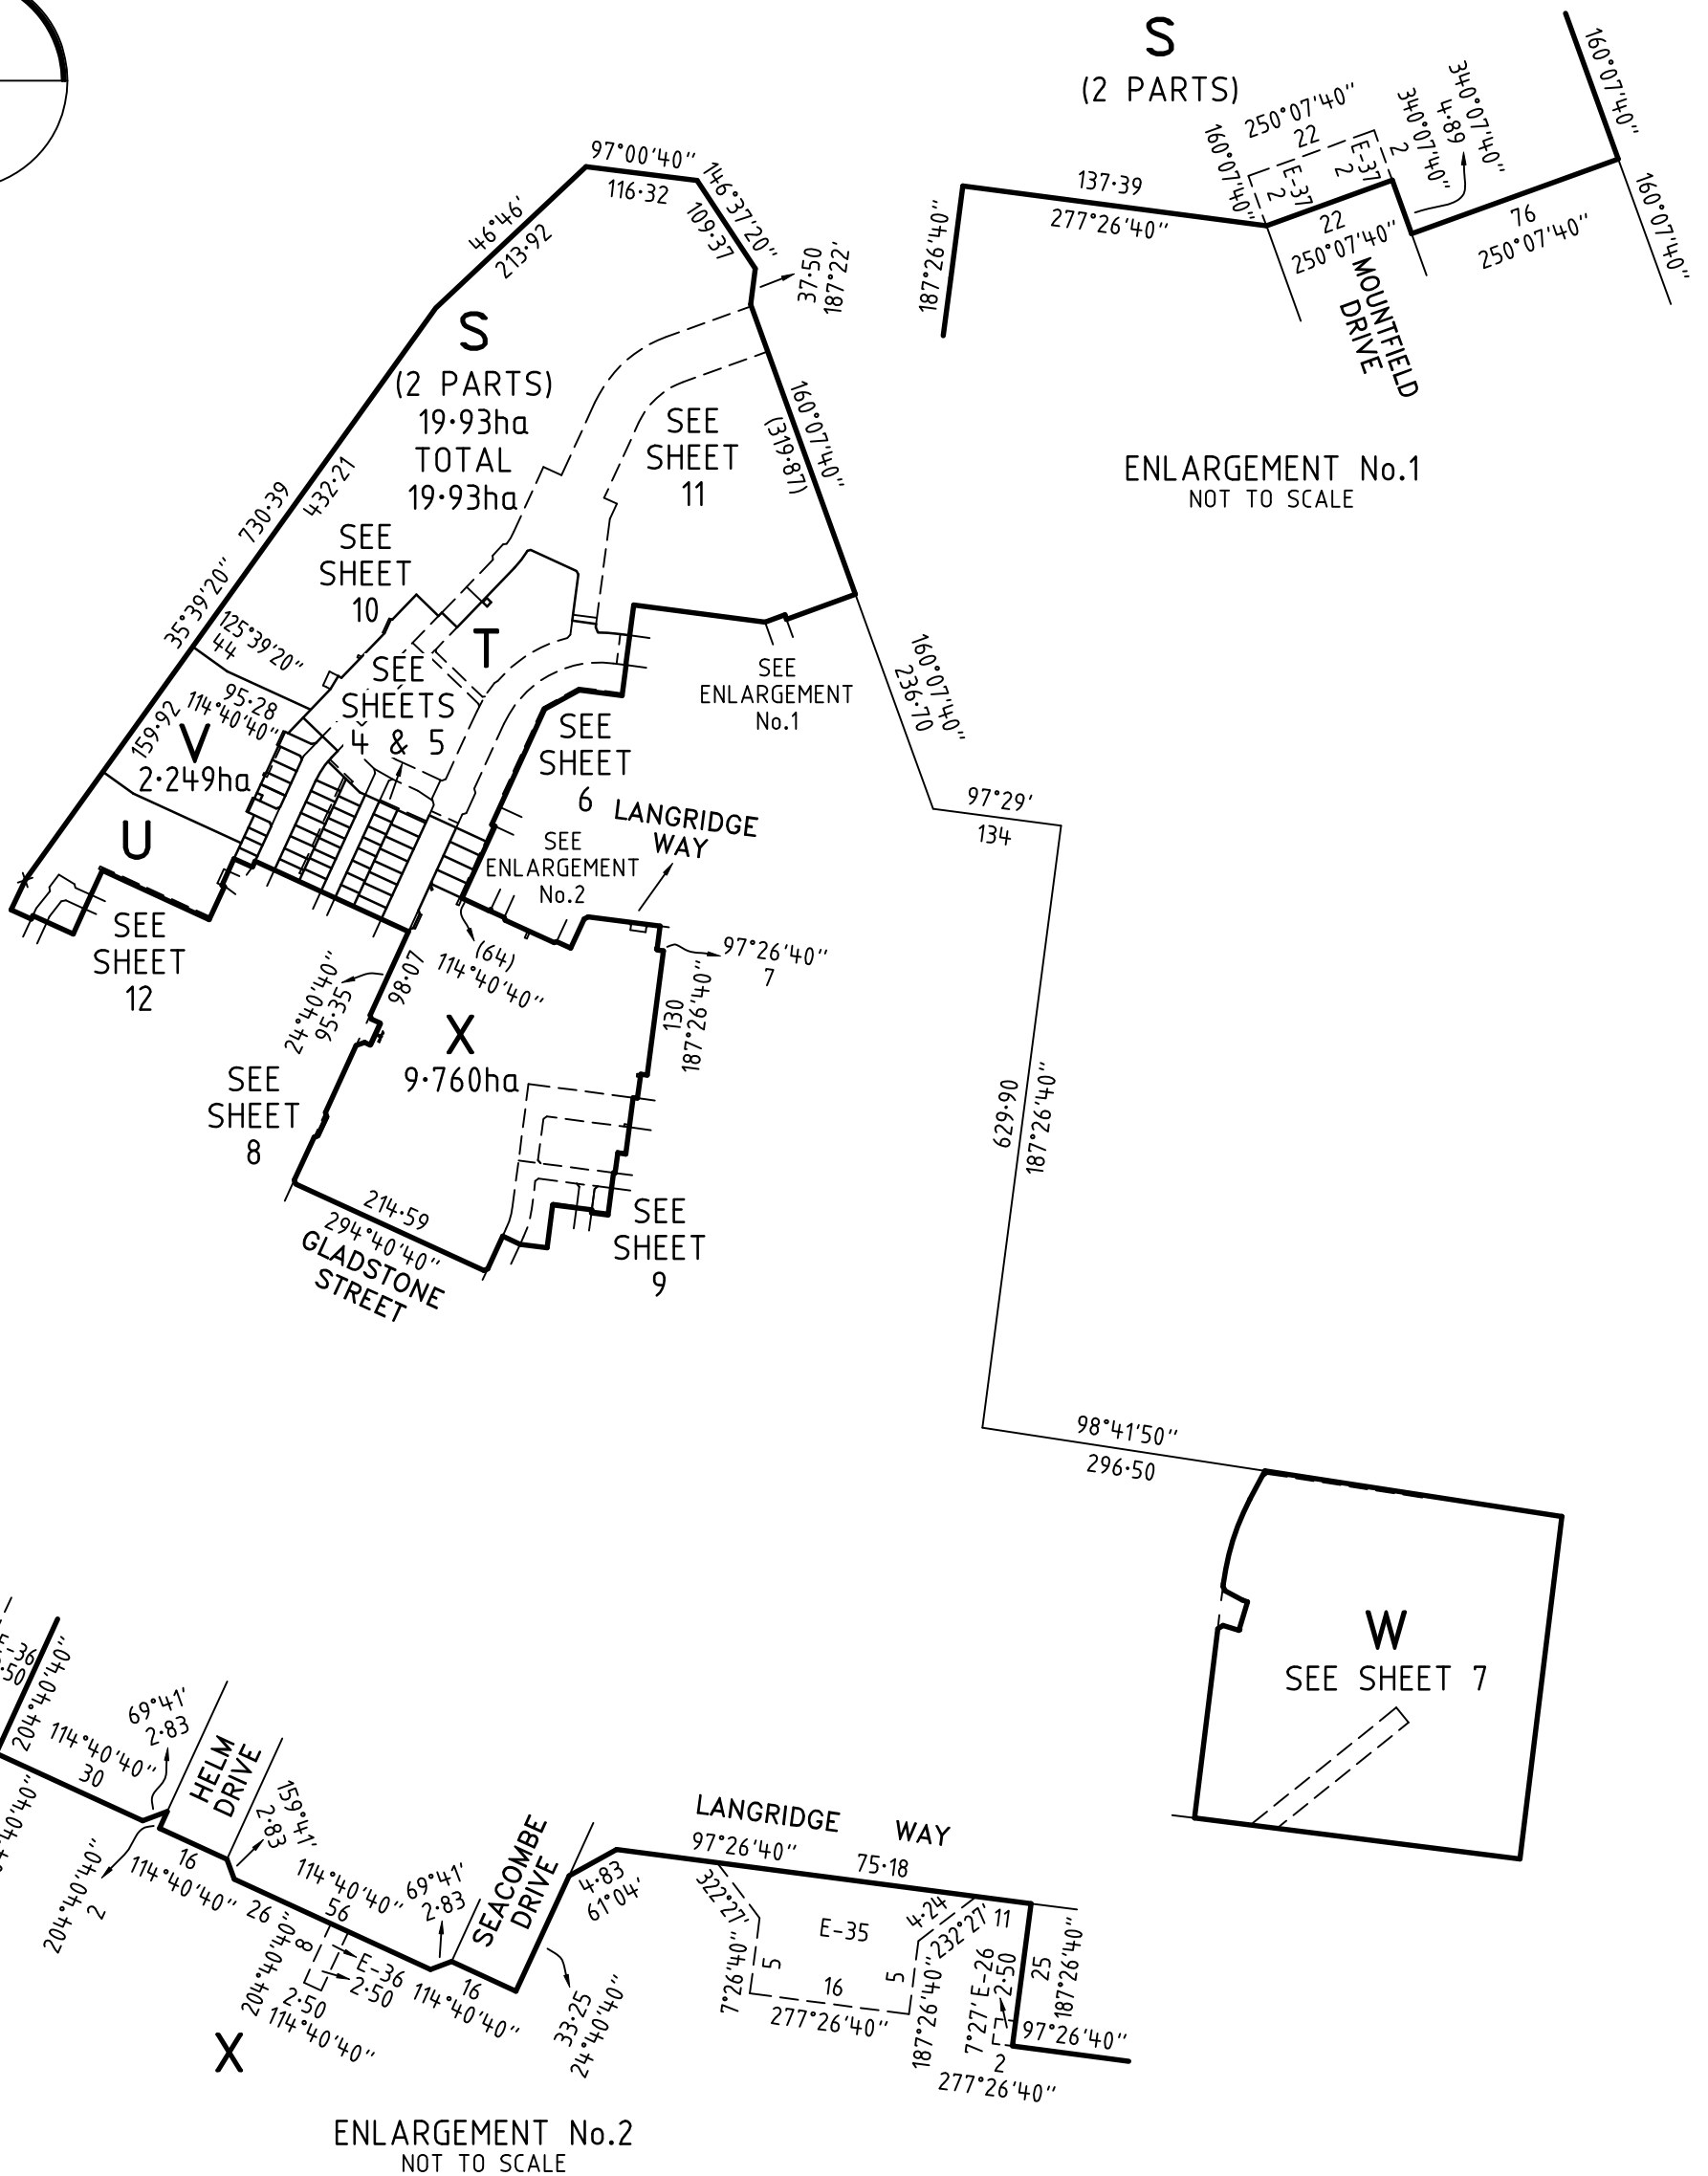 S
(2 PARTS)
137·39
277°26'40"
187°26'40"
160°07'40"
250°07'40"
22
E-37
2
E-37
2
2
340°07'40"
4·89
340°07'40"
22
250°07'40"
76
250°07'40"
160°07'40"
160°07'40"
MOUNTFIELD
DRIVE
ENLARGEMENT No.1
NOT TO SCALE
97°00'40"
116·32
146°37'20"
109·37
46°46'
213·92
37·50
187°22'
S
(2 PARTS)
19·93ha
TOTAL
19·93ha
SEE
SHEET
11
160°07'40"
(319·87)
35°39'20"
730·39
432·21
SEE
SHEET
10
125°39'20"
44
95·28
114°40'40"
159·92
V
2·249ha
T
SEE
SHEETS
4 & 5
SEE
ENLARGEMENT
No.1
160°07'40"
236·70
SEE
SHEET
6
LANGRIDGE
WAY
SEE
ENLARGEMENT
No.2
U
SEE
SHEET
12
97°29'
134
(64)
114°40'40"
97°26'40"
7
130
187°26'40"
24°40'40"
95·35
98·07
X
9·760ha
SEE
SHEET
8
214·59
294°40'40"
GLADSTONE
STREET
SEE
SHEET
9
629·90
187°26'40"
98°41'50"
296·50
W
SEE SHEET 7
E-36
·50
204°40'40"
114°40'40"
30
69°41'
2·83
HELM
DRIVE
204°40'40"
2
16
114°40'40"
159°41'
2·83
114°40'40"
56
26
204°40'40"
8
E-36
2·50
2·50
114°40'40"
69°41'
2·83
16
114°40'40"
SEACOMBE
DRIVE
4·83
61°04'
33·25
24°40'40"
LANGRIDGE WAY
97°26'40"
75·18
322°27'
E-35
7°26'40"
5
16
5
277°26'40"
4·24
232°27'
187°26'40"
11
7°27'
E-26
2·50
25
187°26'40"
97°26'40"
2
277°26'40"
X
ENLARGEMENT No.2
NOT TO SCALE